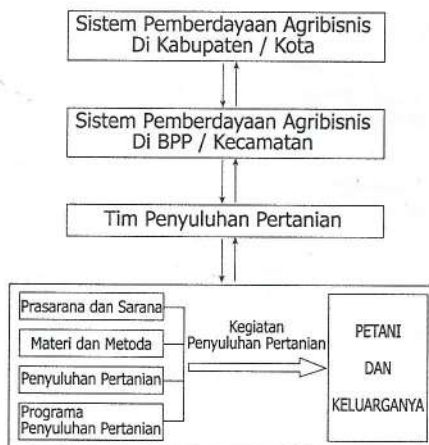 Sistem Pemberdayaan Agribisnis
Di Kabupaten / Kota
Sistem Pemberdayaan Agribisnis
Di BPP / Kecamatan
Tim Penyuluhan Pertanian
Prasarana dan Sarana
Materi dan Metoda
Penyuluhan Pertanian
Programa
Penyuluhan Pertanian
Kegiatan
Penyuluhan Pertanian
PETANI
DAN
KELUARGANYA